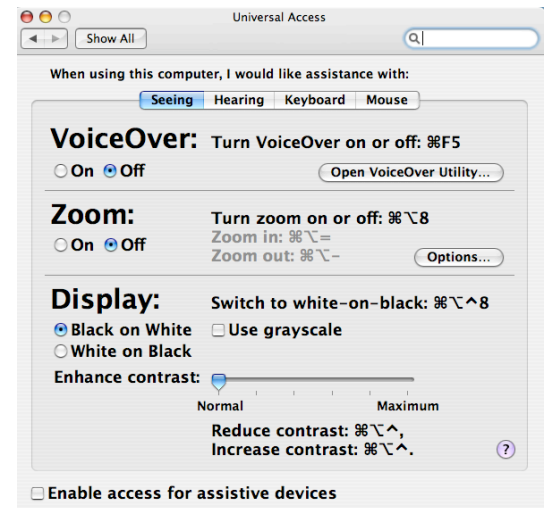 Universal Access
Show All
When using this computer, I would like assistance with:
Seeing Hearing Keyboard Mouse
VoiceOver: Turn VoiceOver on or off: ⌘F5
On Off Open VoiceOver Utility...
Zoom: Turn zoom on or off: ⌘⌥8
On Off Zoom in: ⌘⌥=
Zoom out: ⌘⌥- Options...
Display: Switch to white-on-black: ⌘⌥^8
Black on White Use grayscale
White on Black
Enhance contrast:
Normal Maximum
Reduce contrast: ⌘⌥^,
Increase contrast: ⌘⌥^. ?
Enable access for assistive devices